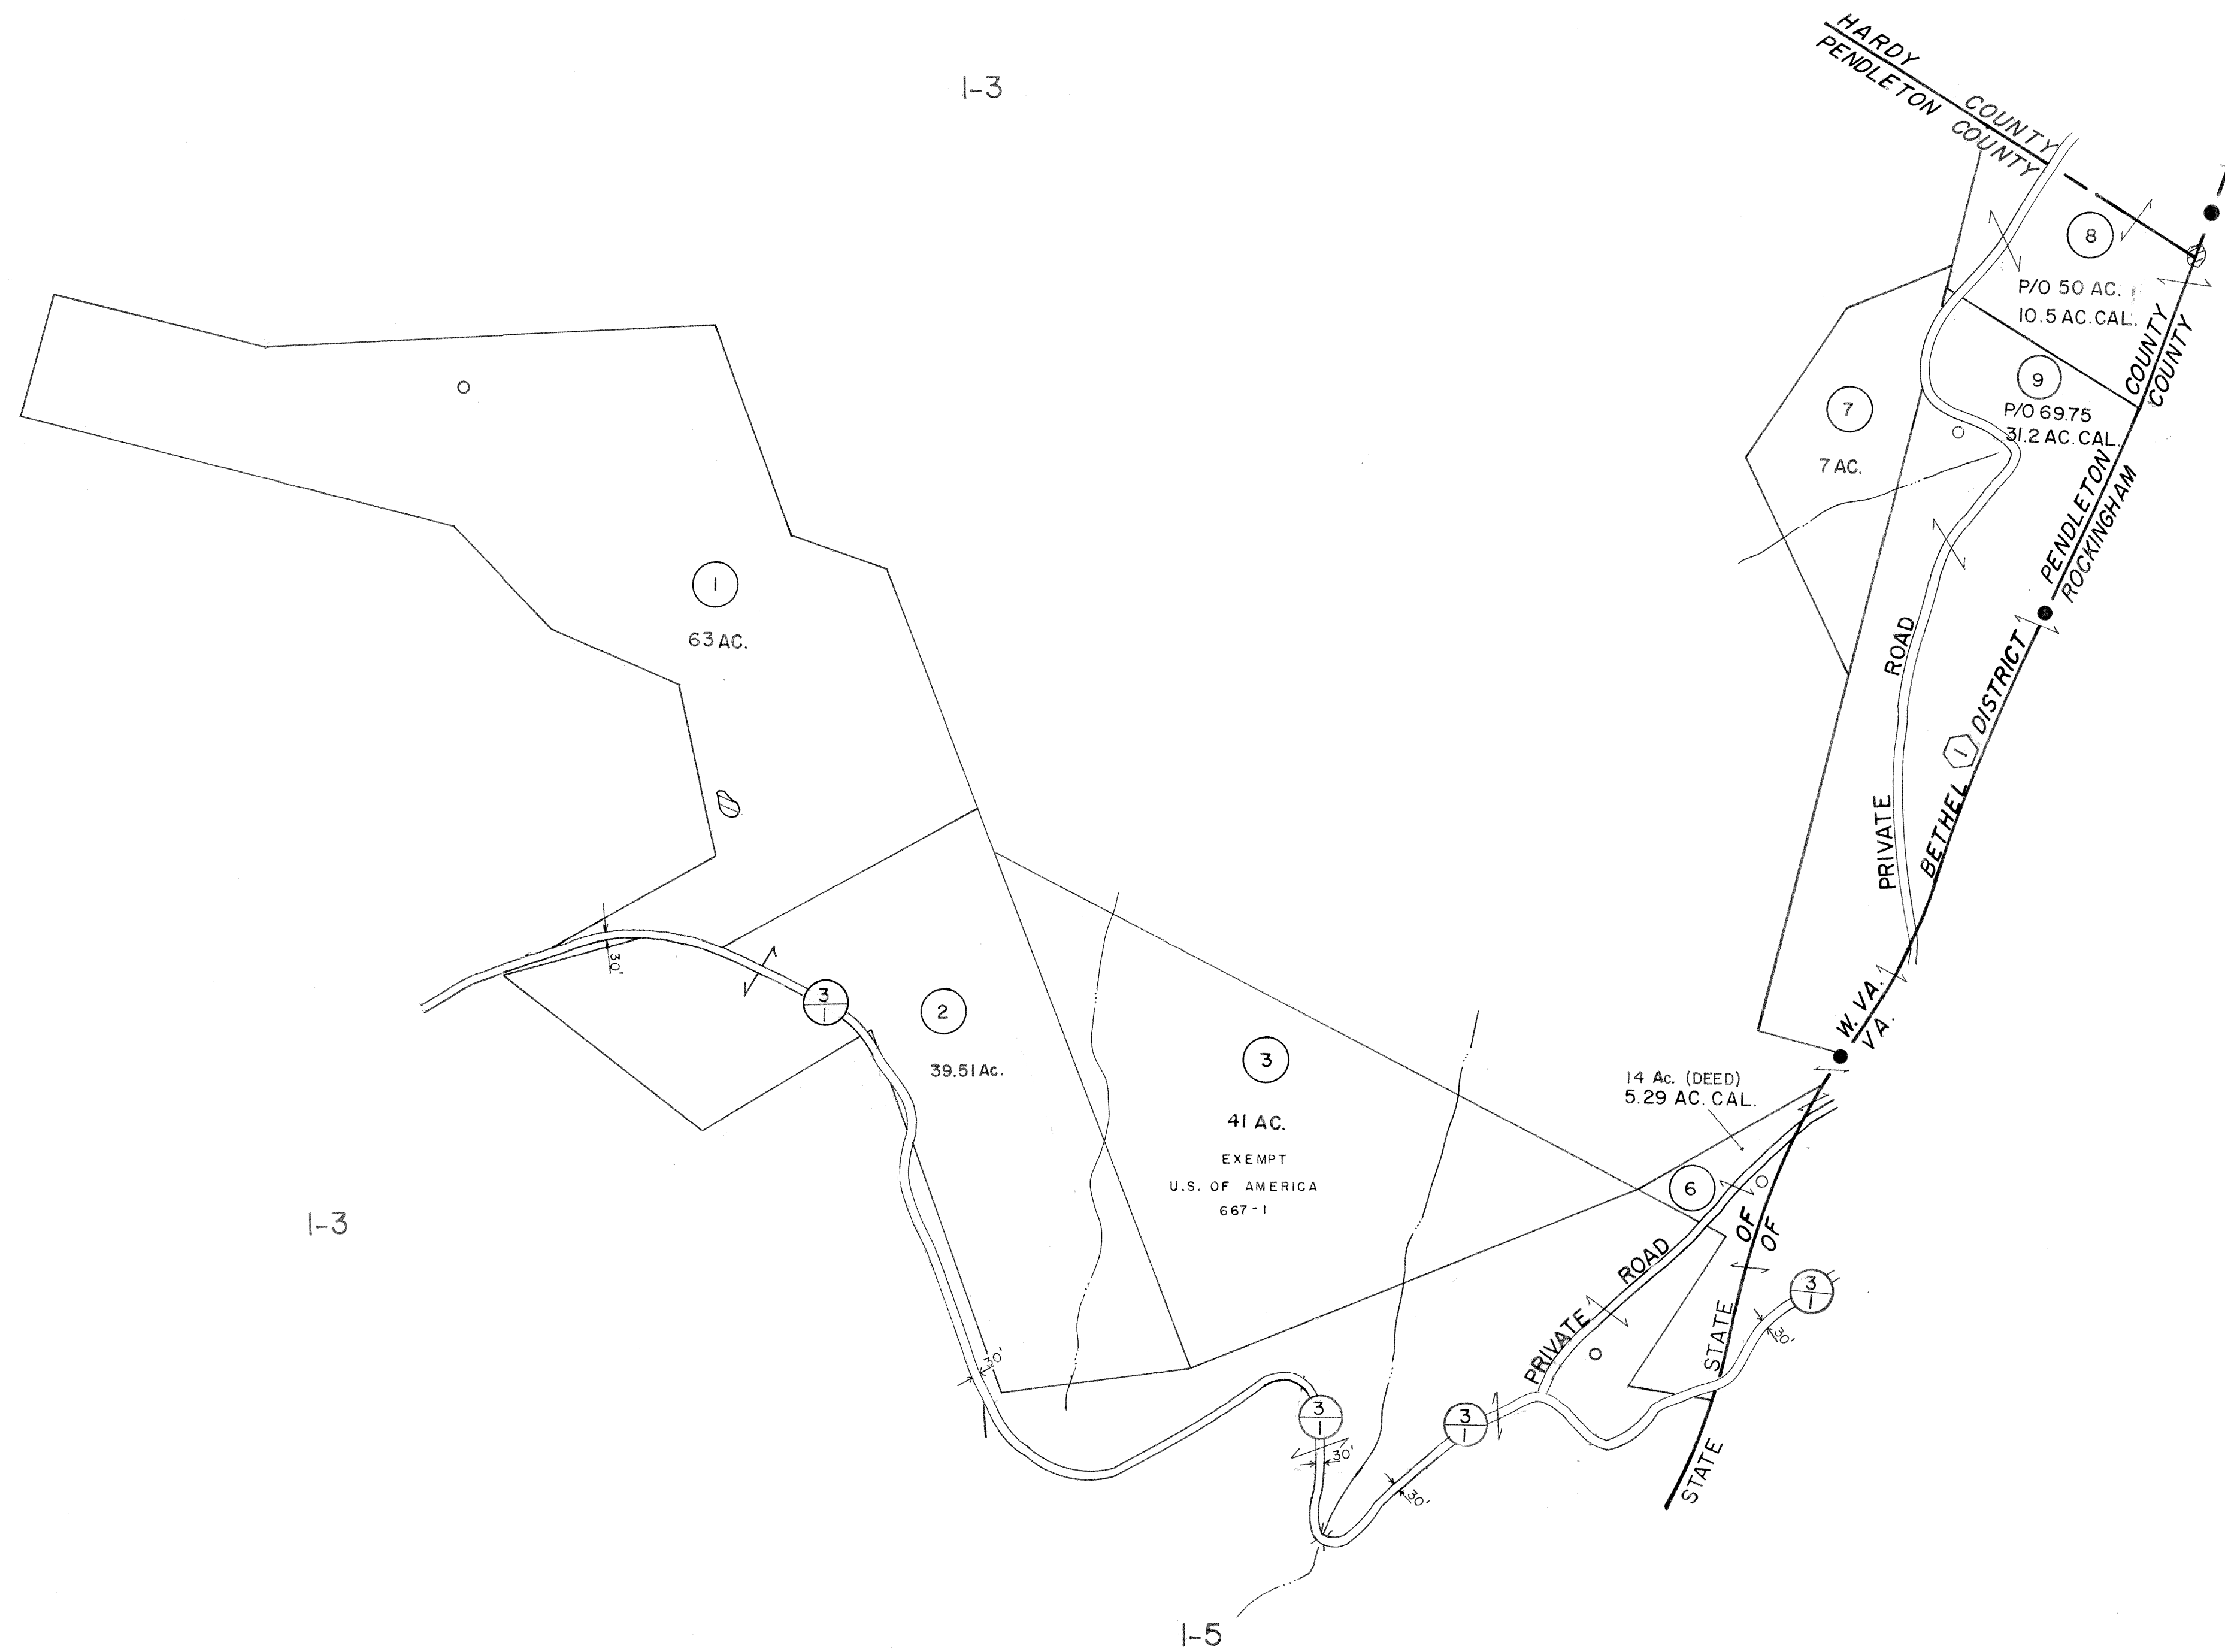 I-3
HARDY COUNTY
PENDLETON COUNTY
8
P/O 50 AC.
10.5 AC. CAL.
9
P/O 69.75
31.2 AC. CAL.
7
7 AC.
PENDLETON COUNTY
ROCKINGHAM COUNTY
1
63 AC.
PRIVATE ROAD
BETHEL 1 DISTRICT
30'
3
1
2
39.51 Ac.
3
41 AC.
EXEMPT
U.S. OF AMERICA
667-1
14 Ac. (DEED)
5.29 AC. CAL.
6
STATE OF W. VA.
STATE OF VA.
PRIVATE ROAD
I-3
3
1
30'
30'
3
1
30'
3
1
30'
I-5